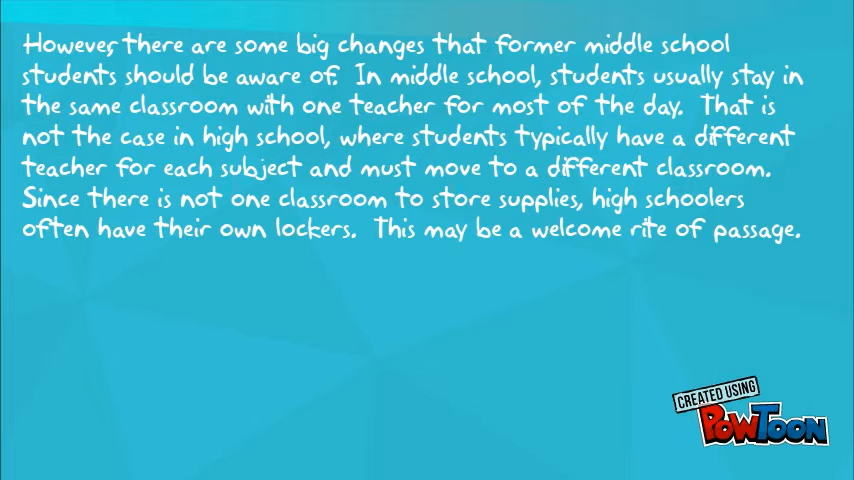 However, there are some big changes that former middle school
students should be aware of. In middle school, students usually stay in
the same classroom with one teacher for most of the day. That is
not the case in high school, where students typically have a different
teacher for each subject and must move to a different classroom.
Since there is not one classroom to store supplies, high schoolers
often have their own lockers. This may be a welcome rite of passage.
CREATED USING
POWTOON